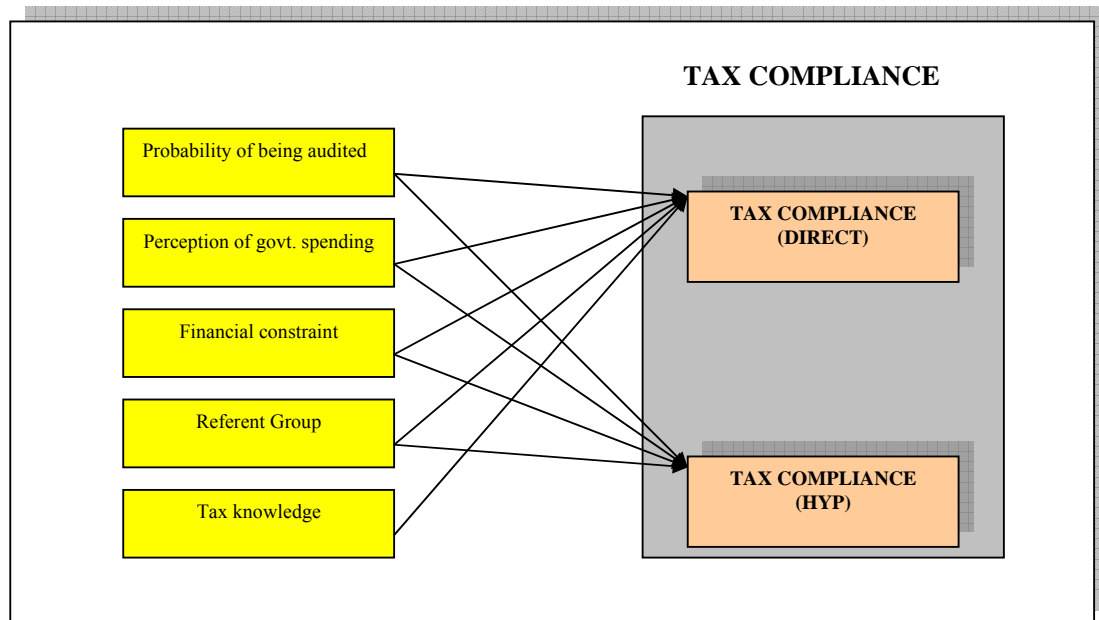 TAX COMPLIANCE
Probability of being audited
Perception of govt. spending
Financial constraint
Referent Group
Tax knowledge
TAX COMPLIANCE
(DIRECT)
TAX COMPLIANCE
(HYP)